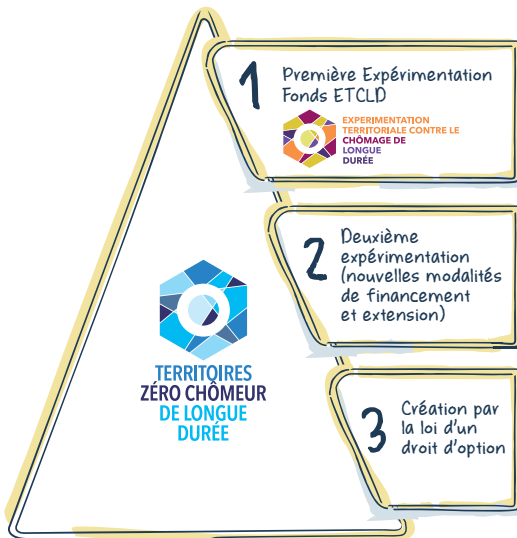 1
Première Expérimentation
Fonds ETCLD
EXPERIMENTATION
TERRITORIALE CONTRE LE
CHÔMAGE DE
LONGUE
DURÉE
2
Deuxième
expérimentation
(nouvelles modalités
de financement
et extension)
TERRITOIRES
ZÉRO CHÔMEUR
DE LONGUE
DURÉE
3
Création par
la loi d'un
droit d'option